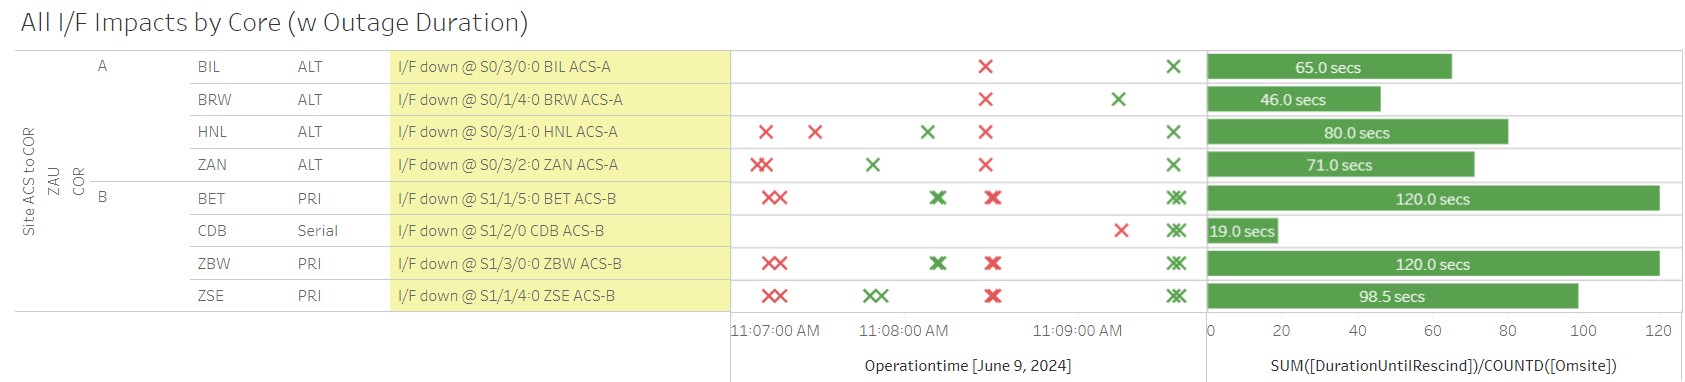 All I/F Impacts by Core (w Outage Duration)
Site ACS to COR
ZAU
COR
A
BIL ALT I/F down @ S0/3/0:0 BIL ACS-A 65.0 secs
BRW ALT I/F down @ S0/1/4:0 BRW ACS-A 46.0 secs
HNL ALT I/F down @ S0/3/1:0 HNL ACS-A 80.0 secs
ZAN ALT I/F down @ S0/3/2:0 ZAN ACS-A 71.0 secs
B
BET PRI I/F down @ S1/1/5:0 BET ACS-B 120.0 secs
CDB Serial I/F down @ S1/2/0 CDB ACS-B 19.0 secs
ZBW PRI I/F down @ S1/3/0:0 ZBW ACS-B 120.0 secs
ZSE PRI I/F down @ S1/1/4:0 ZSE ACS-B 98.5 secs
11:07:00 AM 11:08:00 AM 11:09:00 AM 0 20 40 60 80 100 120
Operationtime [June 9, 2024] SUM([DurationUntilRescind])/COUNTD([Omsite])